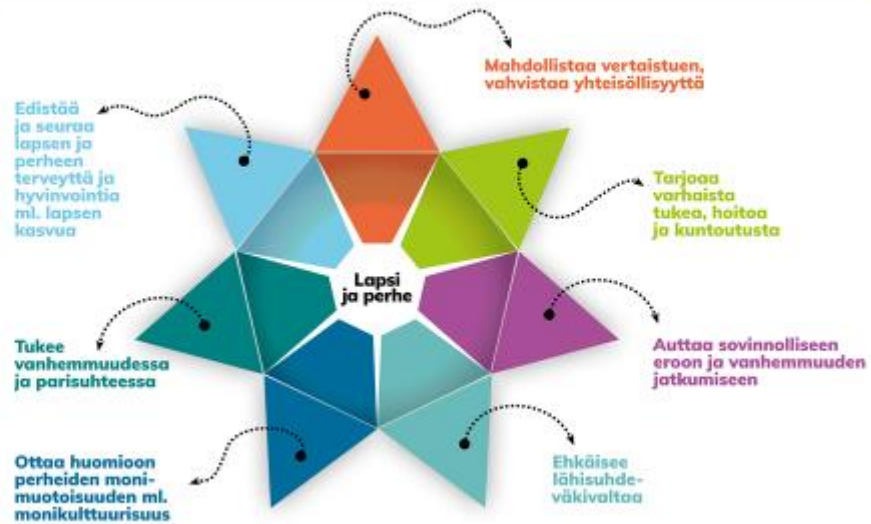 Mahdollistaa vertaistuen,
vahvistaa yhteisöllisyyttä
Edistää
ja seuraa
lapsen ja
perheen
terveyttä ja
hyvinvointia
ml. lapsen
kasvua
Tarjoaa
varhaista
tukea, hoitoa
ja kuntoutusta
Lapsi
ja perhe
Tukee
vanhemmuudessa
ja parisuhteessa
Auttaa sovinnolliseen
eroon ja vanhemmuuden
jatkumiseen
Ottaa huomioon
perheiden moni-
muotoisuuden ml.
monikulttuurisuus
Ehkäisee
lähisuhde-
väkivaltaa